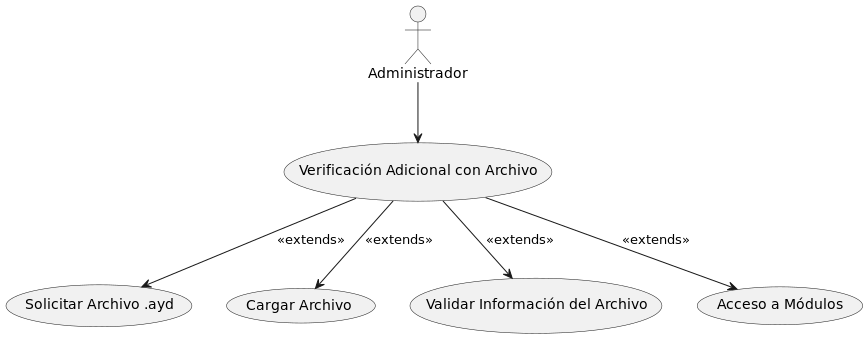 Administrador
Verificación Adicional con Archivo
«extends» «extends» «extends» «extends»
Solicitar Archivo .ayd
Cargar Archivo
Validar Información del Archivo
Acceso a Módulos